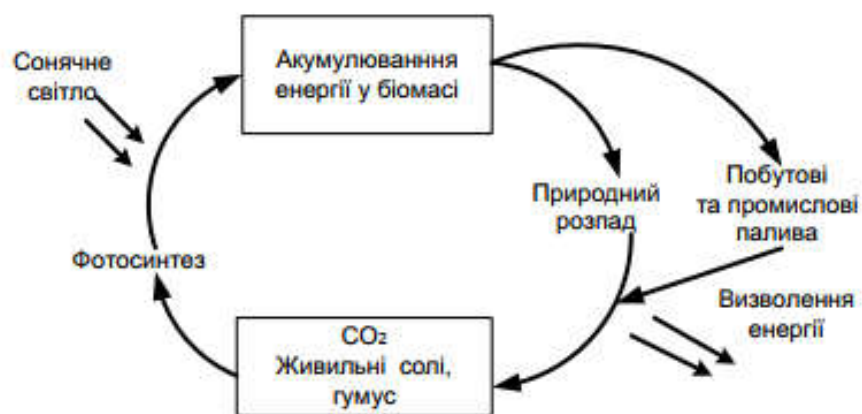 Сонячне
світло
Акумулюванння
енергії у біомасі
Природний
розпад
Побутові
та промислові
палива
Фотосинтез
Визволення
енергії
CO₂
Живильні солі,
гумус